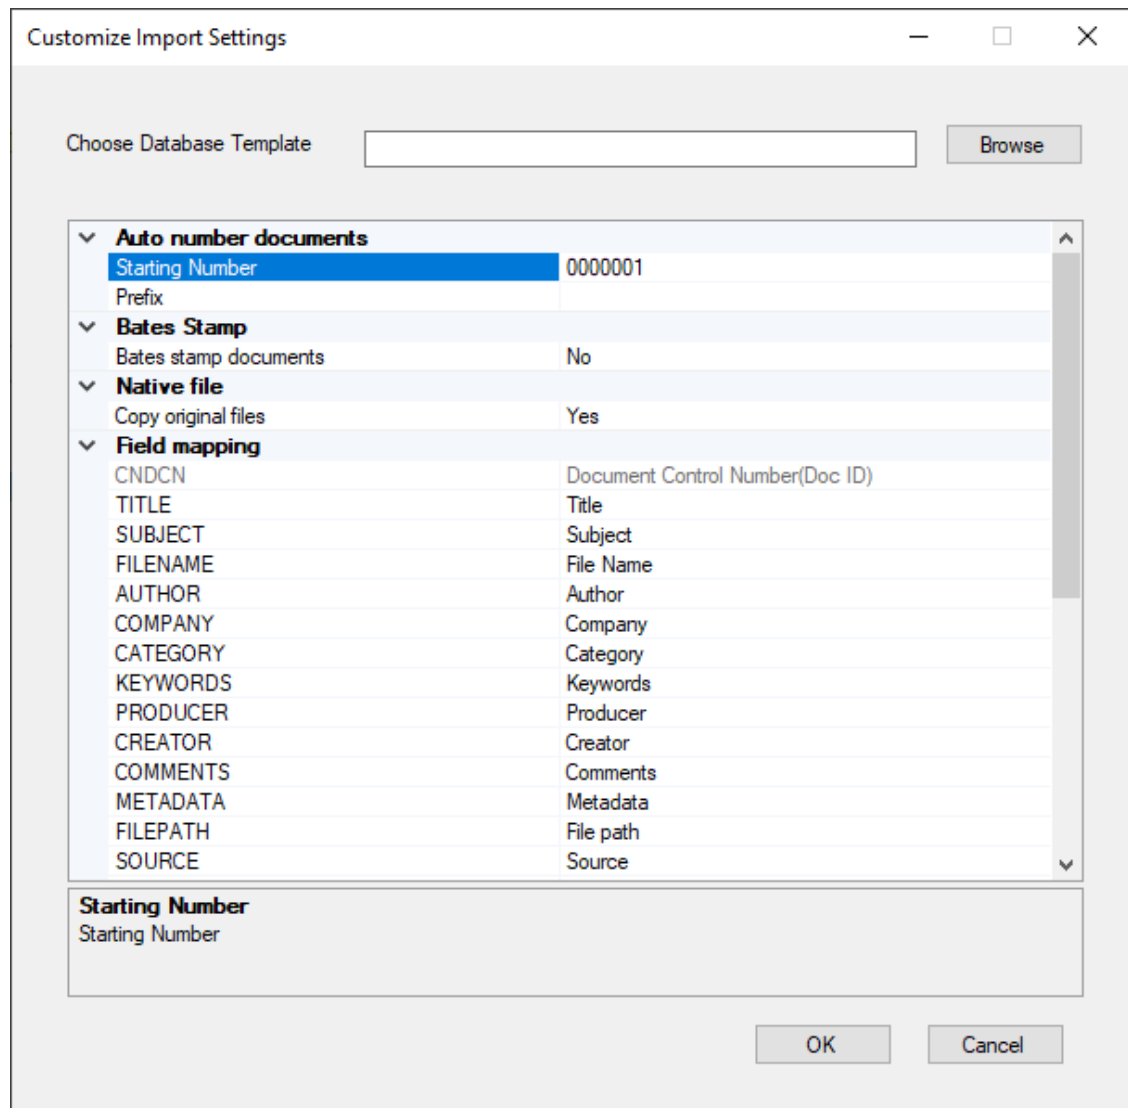 Customize Import Settings
Choose Database Template
Browse
Auto number documents
Starting Number 0000001
Prefix
Bates Stamp
Bates stamp documents No
Native file
Copy original files Yes
Field mapping
CNDCN Document Control Number(Doc ID)
TITLE Title
SUBJECT Subject
FILENAME File Name
AUTHOR Author
COMPANY Company
CATEGORY Category
KEYWORDS Keywords
PRODUCER Producer
CREATOR Creator
COMMENTS Comments
METADATA Metadata
FILEPATH File path
SOURCE Source
Starting Number
Starting Number
OK Cancel